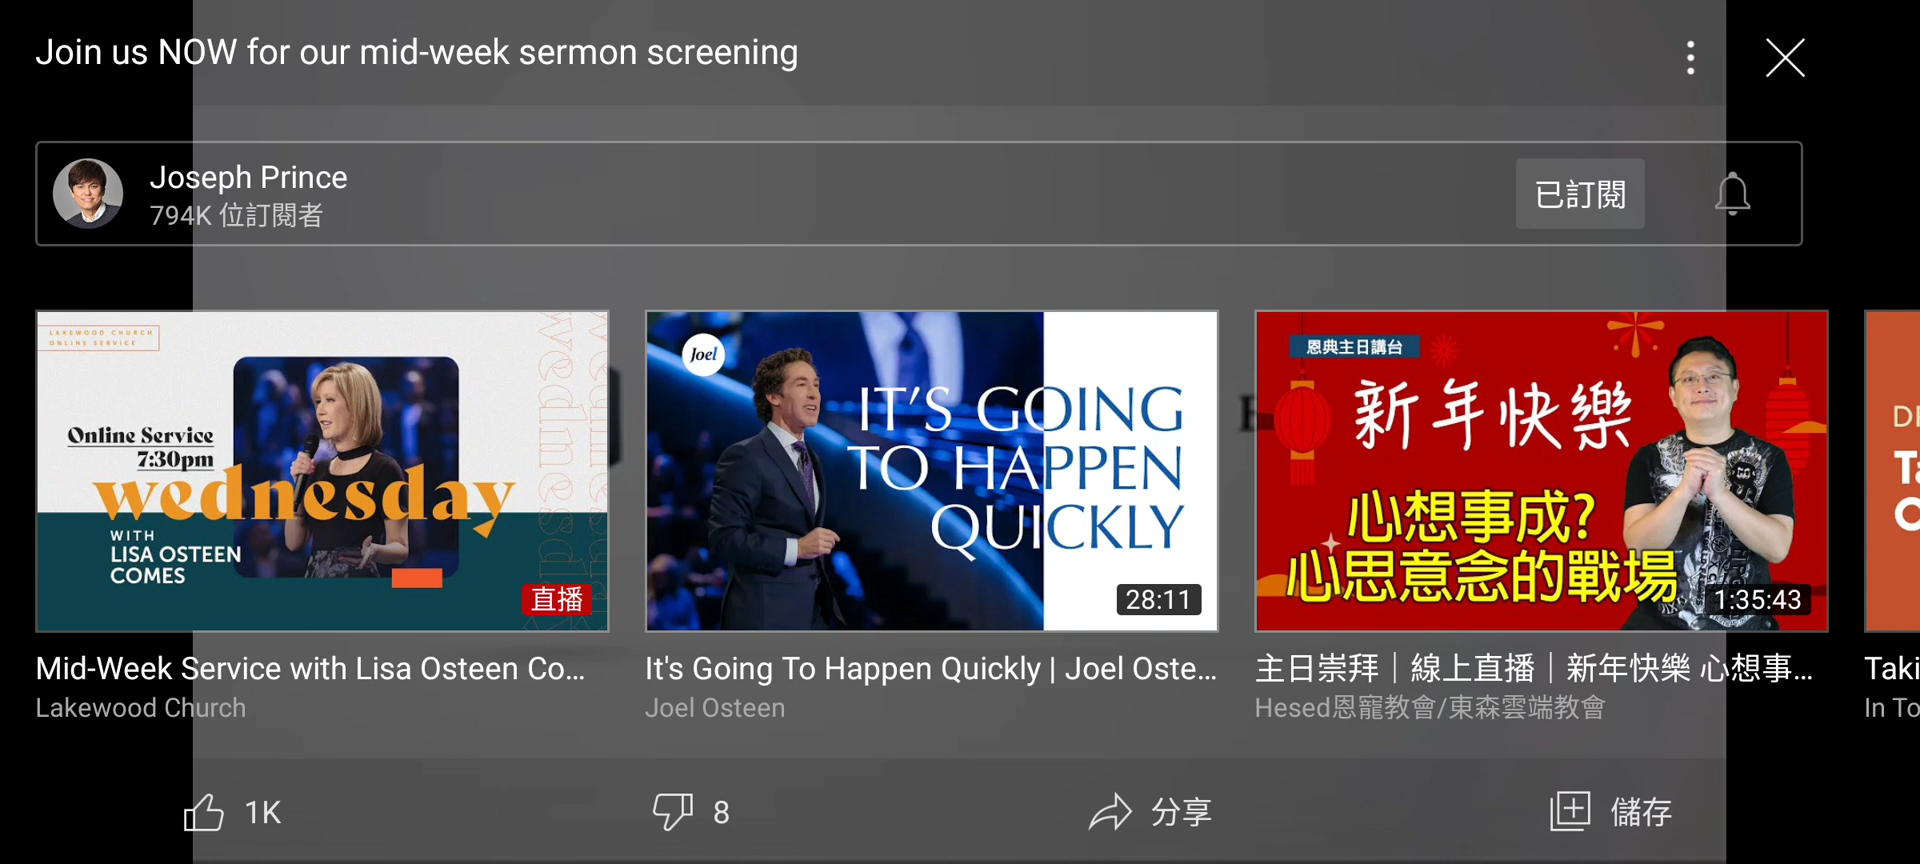 Join us NOW for our mid-week sermon screening
Joseph Prince
794K 位訂閱者
已訂閱
LAKEWOOD CHURCH
ONLINE SERVICE
Online Service
7:30pm
wednesday
WITH
LISA OSTEEN
COMES
wednesday
直播
Joel
IT'S GOING
TO HAPPEN
QUICKLY
28:11
恩典主日講台
新年快樂
心想事成?
心思意念的戰場
1:35:43
Mid-Week Service with Lisa Osteen Co...
Lakewood Church
It's Going To Happen Quickly | Joel Oste...
Joel Osteen
主日崇拜｜線上直播｜新年快樂 心想事...
Hesed恩寵教會/東森雲端教會
Taki
In To
1K
8
分享
儲存